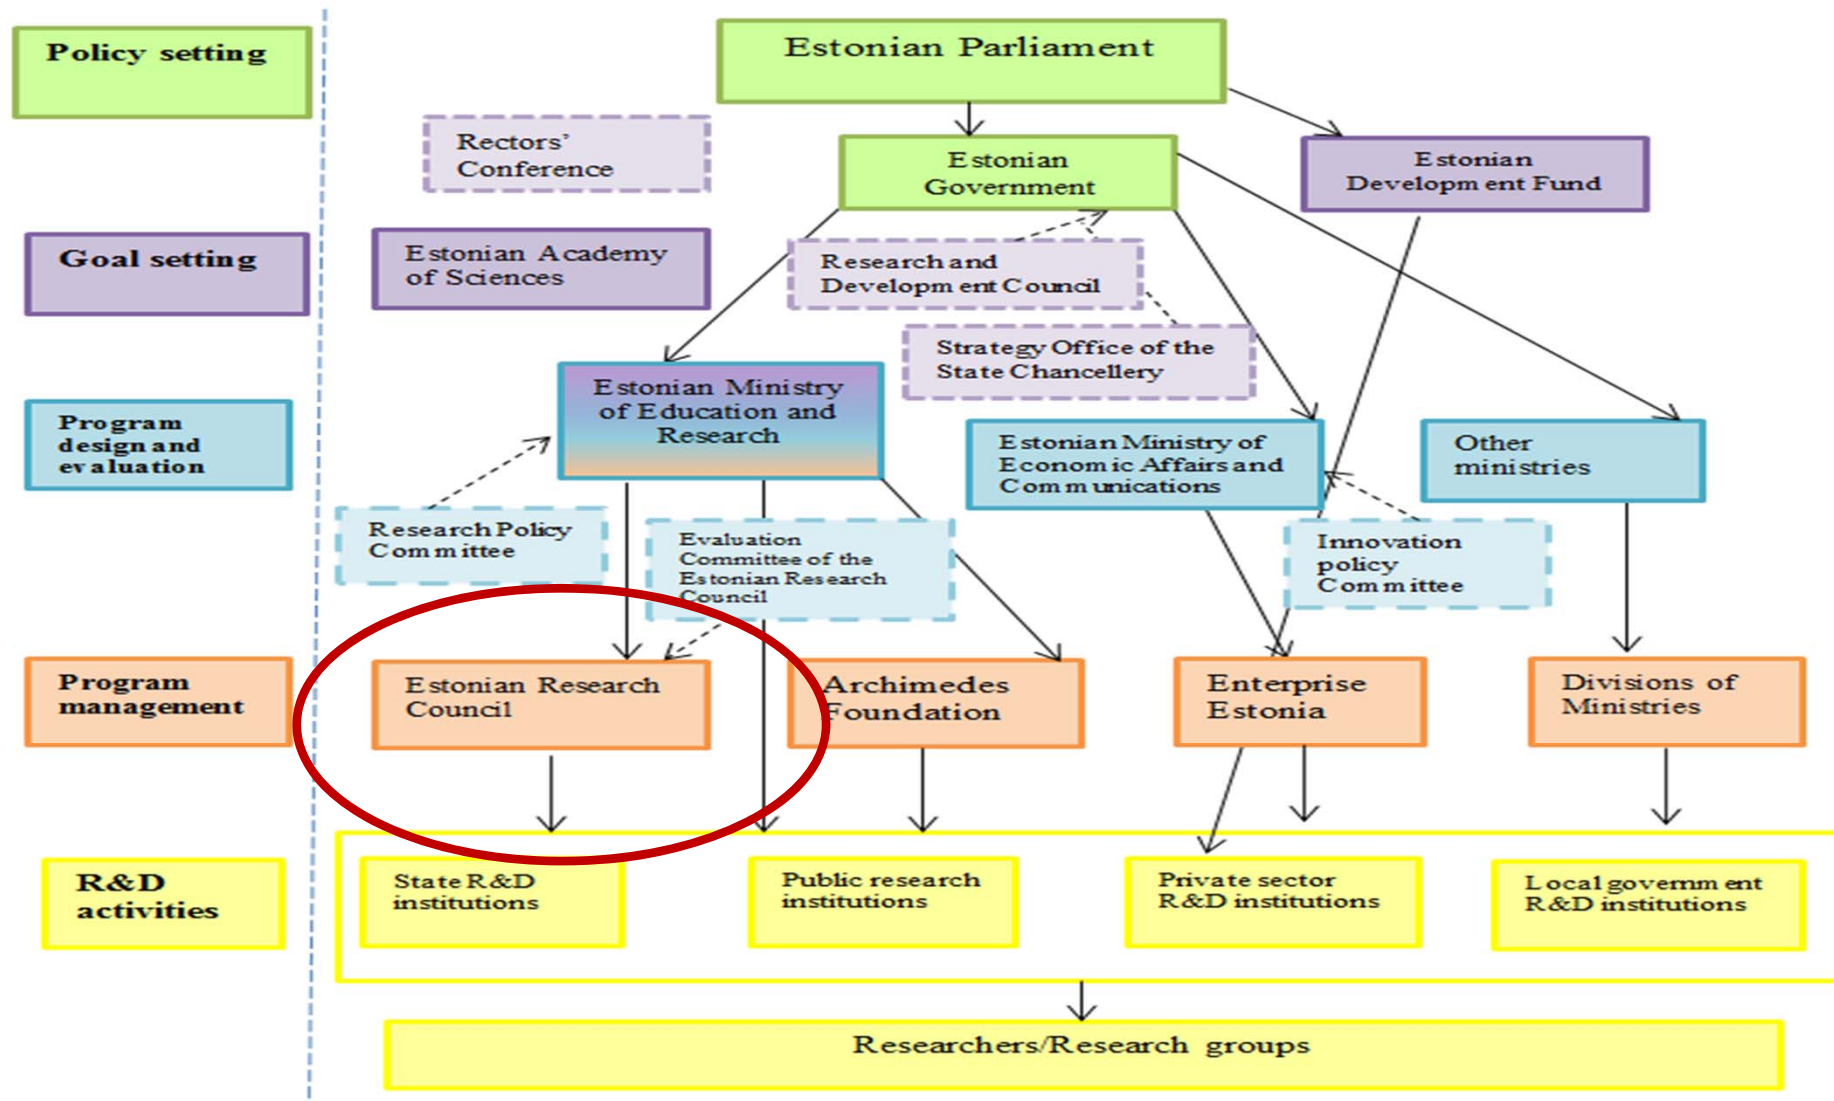 Policy setting
Estonian Parliament
Rectors’
Conference
Estonian
Government
Estonian
Development Fund
Goal setting
Estonian Academy
of Sciences
Research and
Development Council
Strategy Office of the
State Chancellery
Program
design and
evaluation
Estonian Ministry
of Education and
Research
Estonian Ministry of
Economic Affairs and
Communications
Other
ministries
Research Policy
Committee
Evaluation
Committee of the
Estonian Research
Council
Innovation
policy
Committee
Program
management
Estonian Research
Council
Archimedes
Foundation
Enterprise
Estonia
Divisions of
Ministries
R&D
activities
State R&D
institutions
Public research
institutions
Private sector
R&D institutions
Local government
R&D institutions
Researchers/Research groups